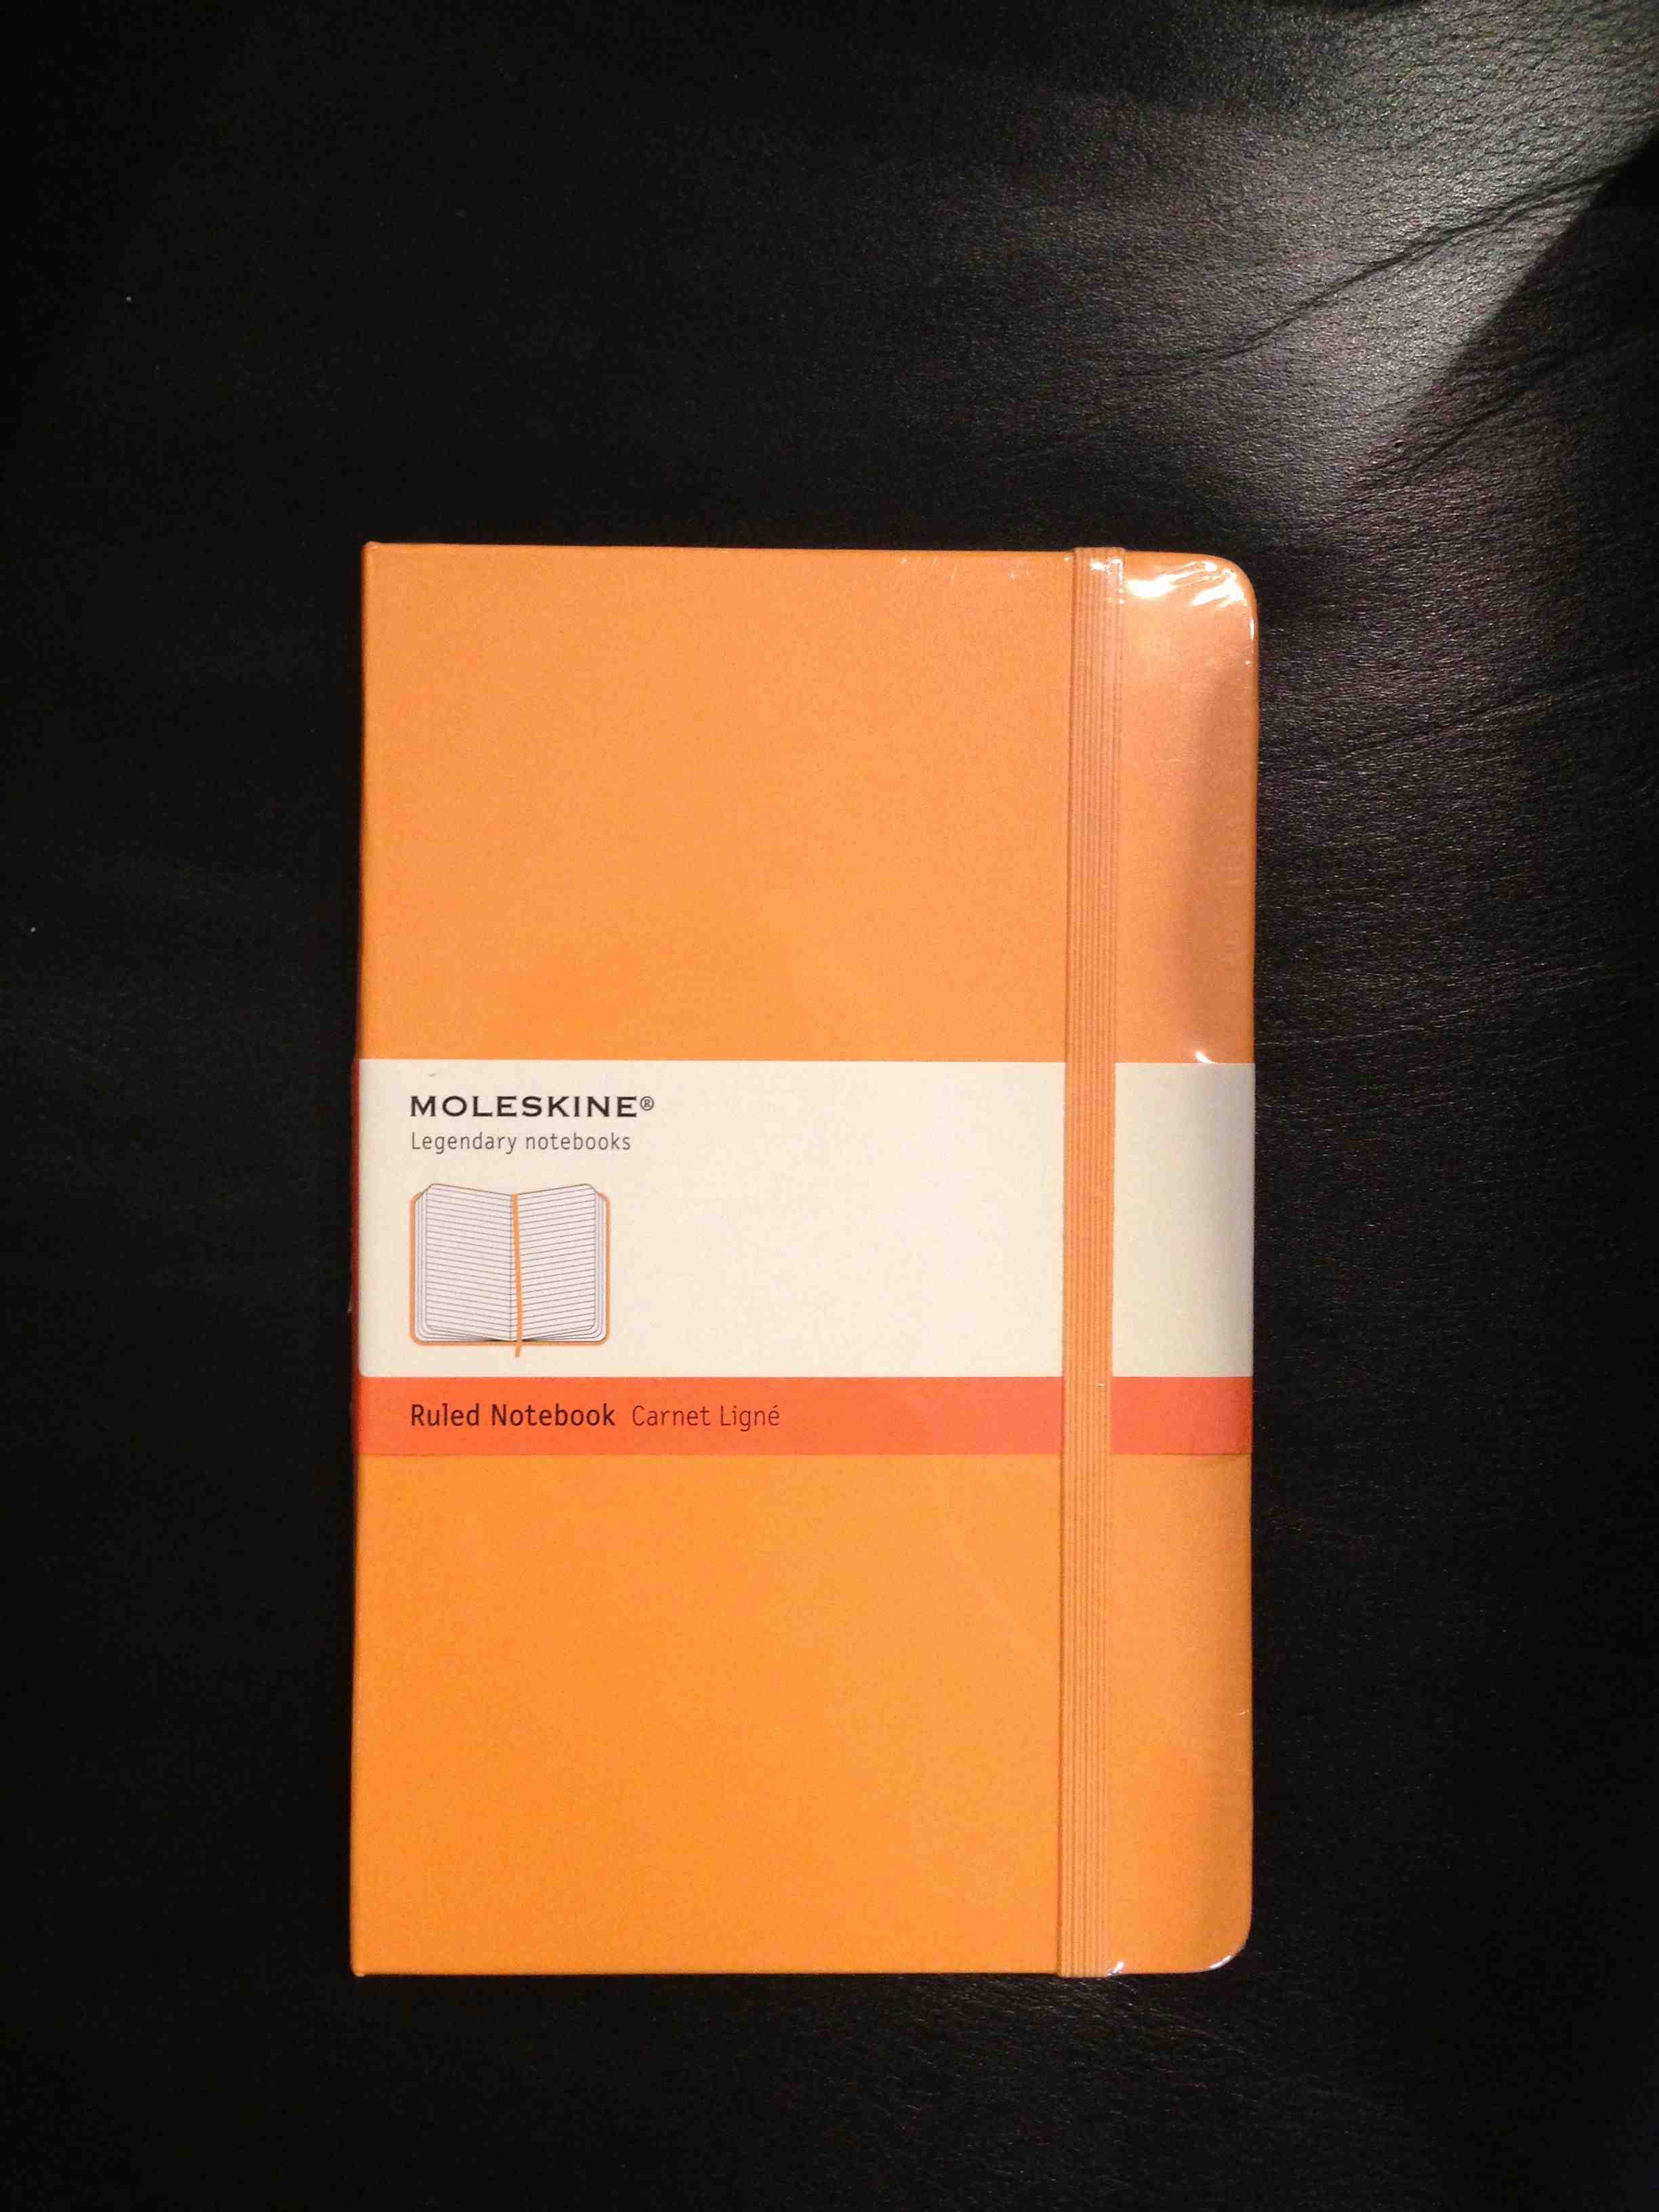 MOLESKINE®
Legendary notebooks
Ruled Notebook Carnet Ligné